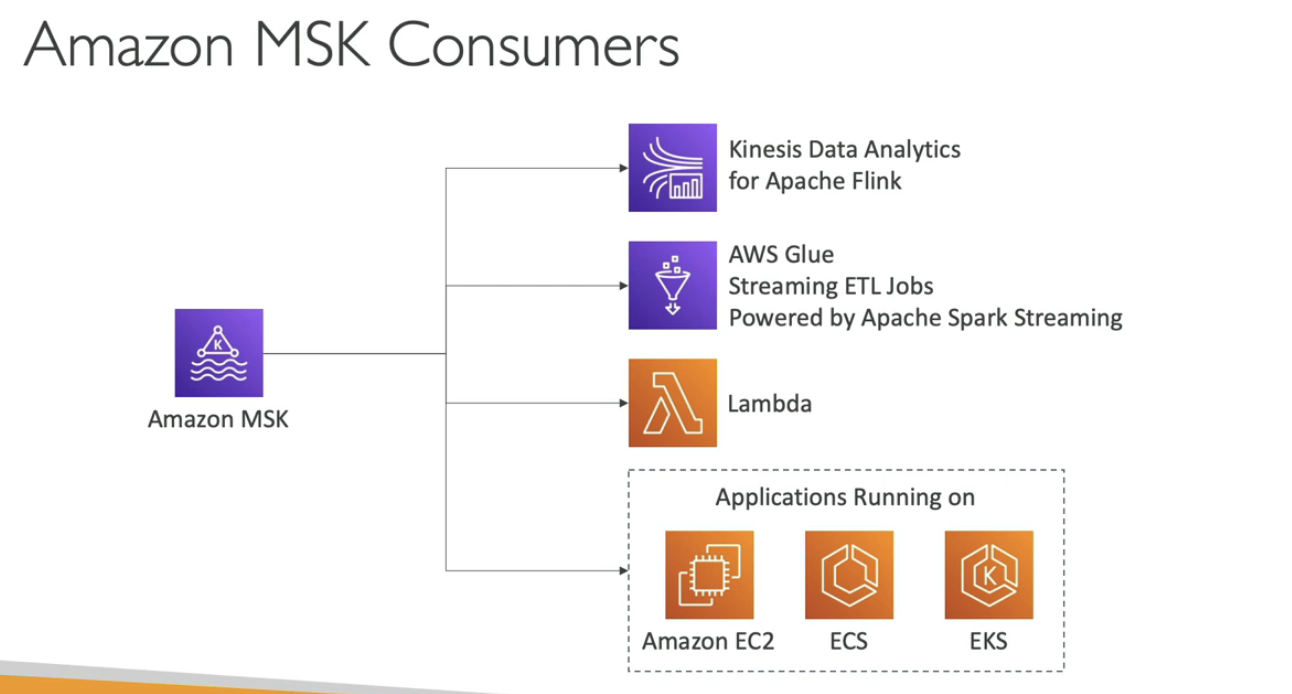 Amazon MSK Consumers
Kinesis Data Analytics
for Apache Flink
AWS Glue
Streaming ETL Jobs
Powered by Apache Spark Streaming
K
Amazon MSK
Lambda
Applications Running on
K
Amazon EC2
ECS
EKS